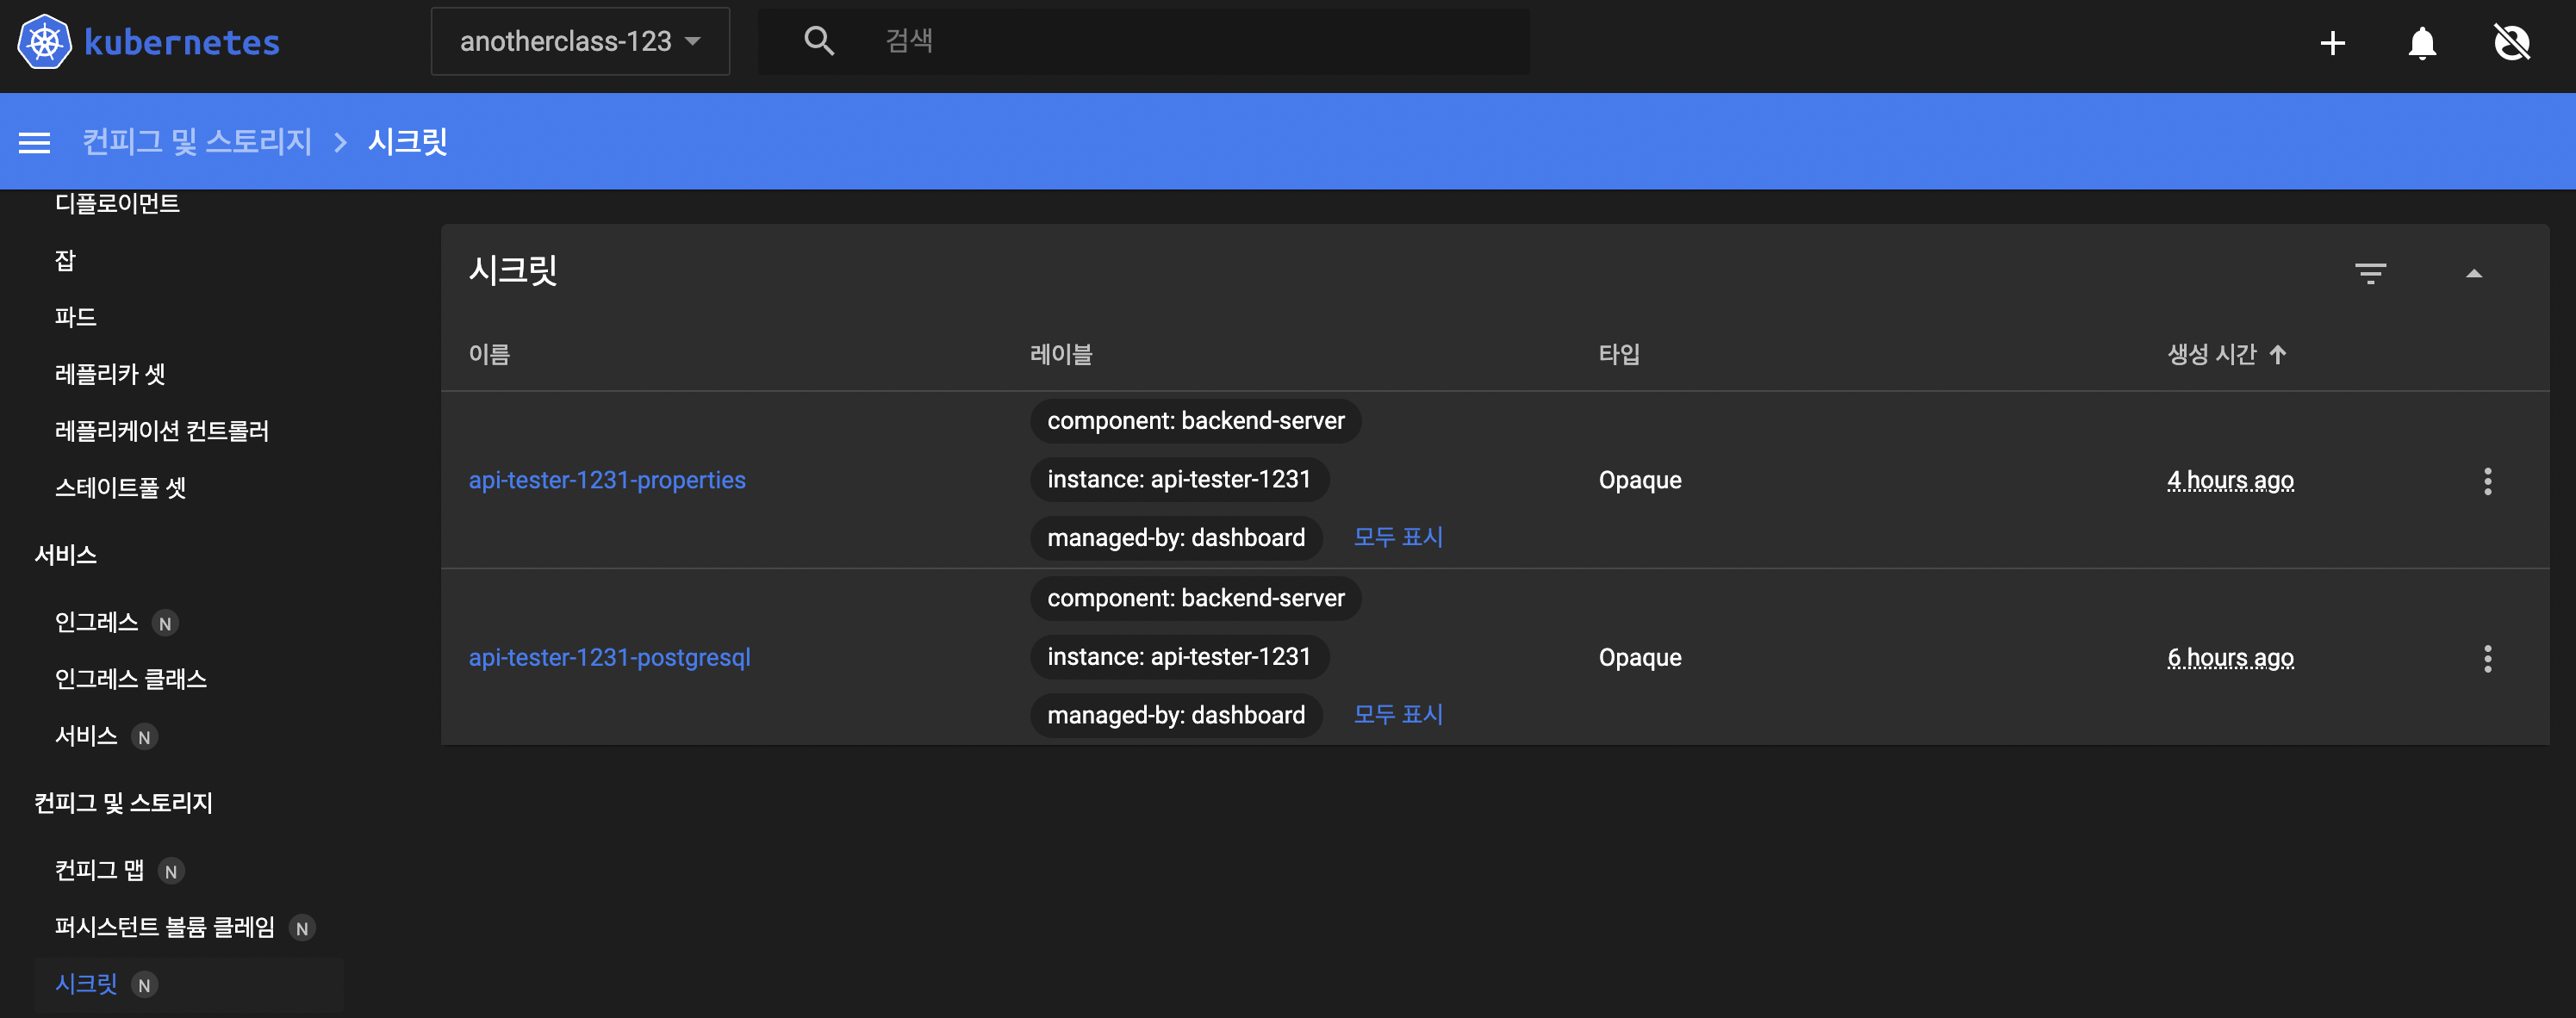 kubernetes
anotherclass-123
검색
컨피그 및 스토리지 > 시크릿
디플로이먼트
잡
파드
레플리카 셋
레플리케이션 컨트롤러
스테이트풀 셋
서비스
인그레스 N
인그레스 클래스
서비스 N
컨피그 및 스토리지
컨피그 맵 N
퍼시스턴트 볼륨 클레임 N
시크릿 N
시크릿
이름 레이블 타입 생성 시간
component: backend-server
api-tester-1231-properties instance: api-tester-1231 Opaque 4 hours ago
managed-by: dashboard 모두 표시
component: backend-server
api-tester-1231-postgresql instance: api-tester-1231 Opaque 6 hours ago
managed-by: dashboard 모두 표시